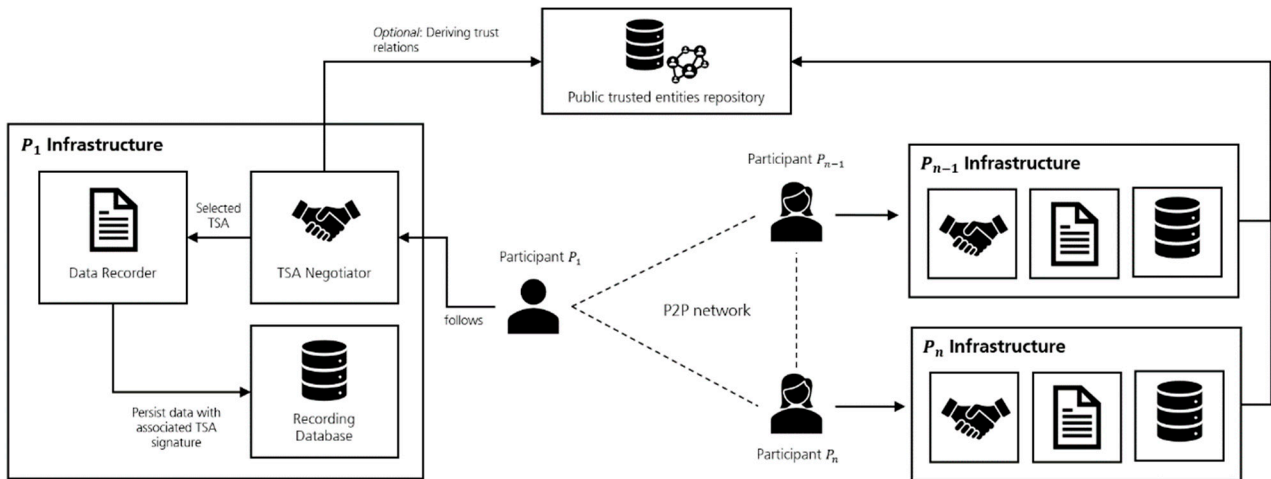 Optional: Deriving trust
relations
Public trusted entities repository
P₁ Infrastructure
Data Recorder
Selected
TSA
TSA Negotiator
Persist data with
associated TSA
signature
Recording
Database
follows
Participant P₁
P2P network
Participant Pₙ₋₁
Participant Pₙ
Pₙ₋₁ Infrastructure
Pₙ Infrastructure